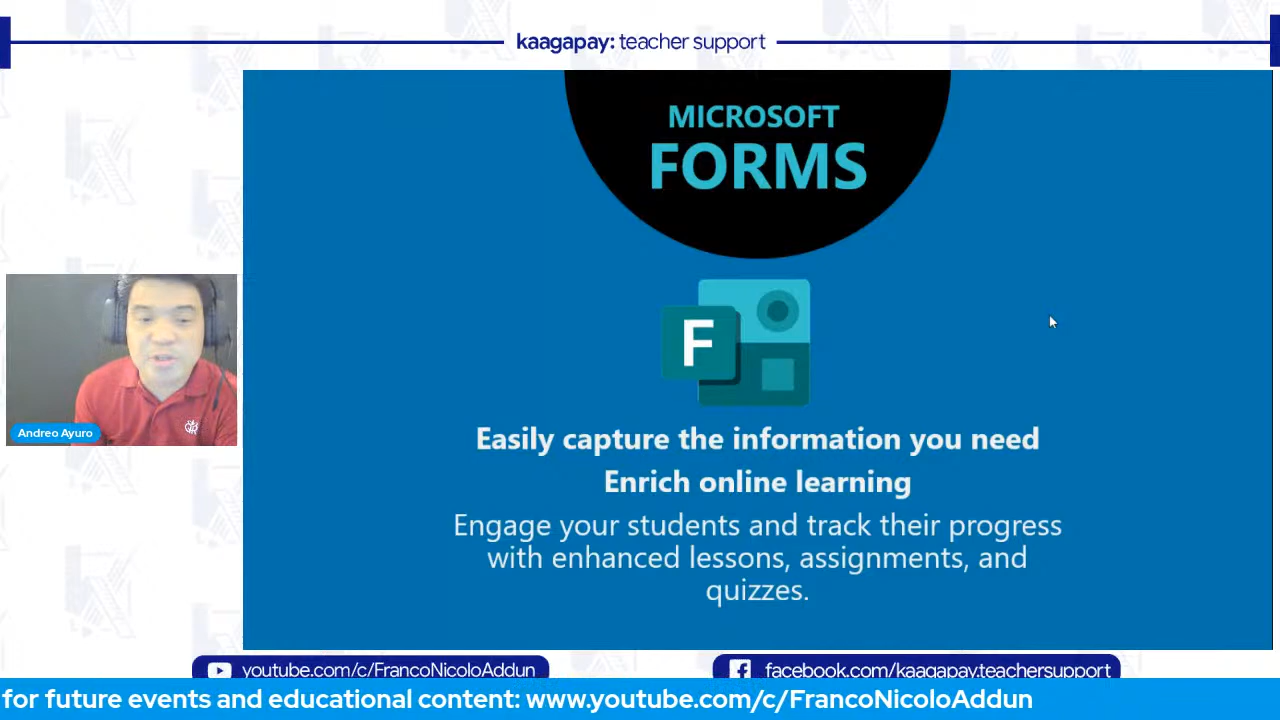 kaagapay: teacher support
MICROSOFT
FORMS
F
Easily capture the information you need
Enrich online learning
Engage your students and track their progress
with enhanced lessons, assignments, and
quizzes.
Andreo Ayuro
youtube.com/c/FrancoNicoloAddun
facebook.com/kaagapay.teachersupport
for future events and educational content: www.youtube.com/c/FrancoNicoloAddun